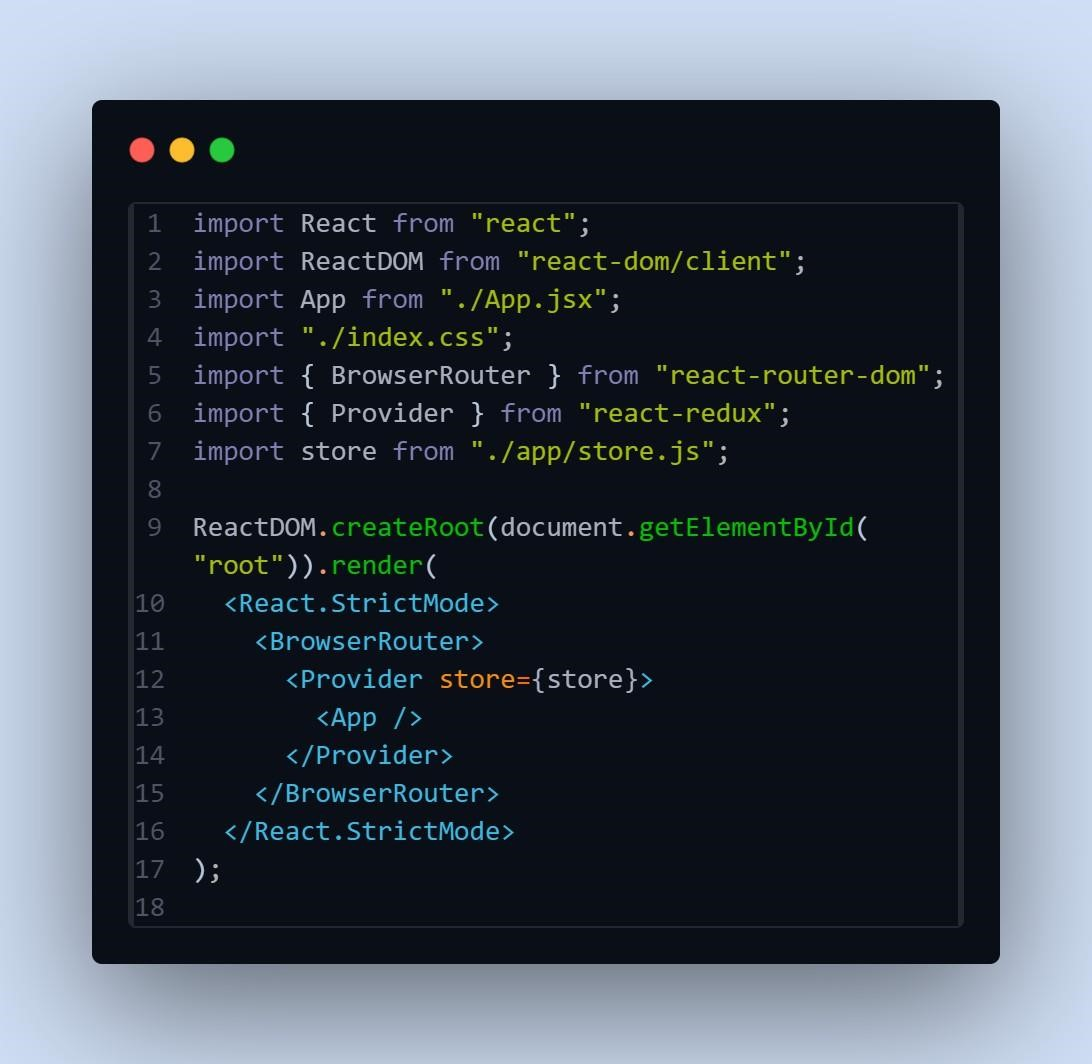 1 import React from "react";
2 import ReactDOM from "react-dom/client";
3 import App from "./App.jsx";
4 import "./index.css";
5 import { BrowserRouter } from "react-router-dom";
6 import { Provider } from "react-redux";
7 import store from "./app/store.js";
8
9 ReactDOM.createRoot(document.getElementById(
"root")).render(
10   <React.StrictMode>
11     <BrowserRouter>
12       <Provider store={store}>
13         <App />
14       </Provider>
15     </BrowserRouter>
16   </React.StrictMode>
17 );
18